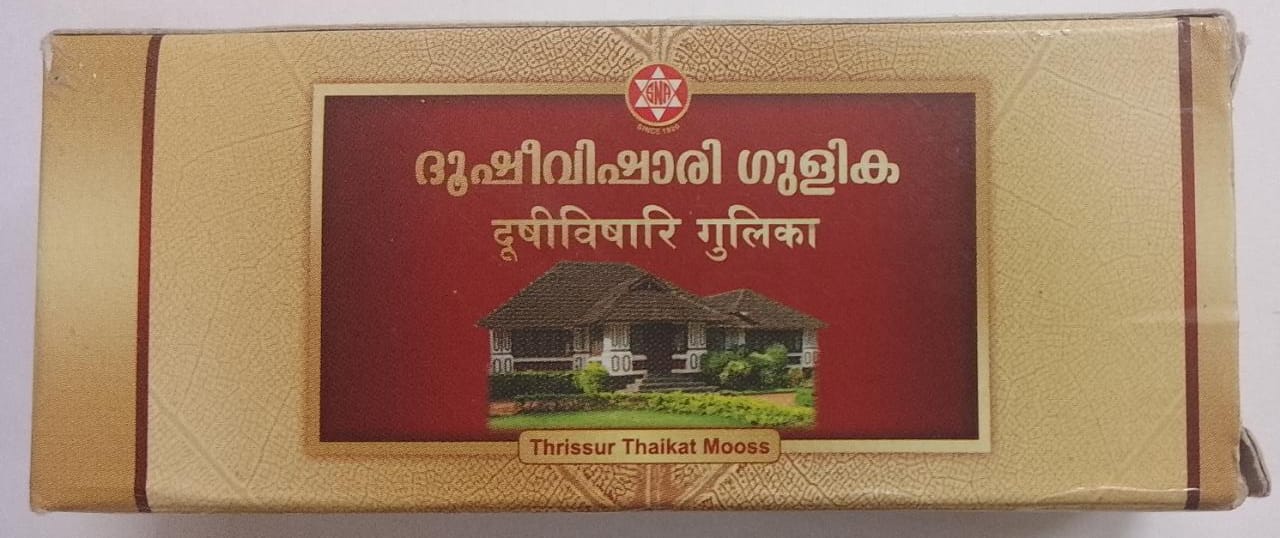 SNA
SINCE 1920
ദൂഷീവിഷാരി ഗുളിക
दूषीविषारि गुलिका
Thrissur Thaikat Mooss